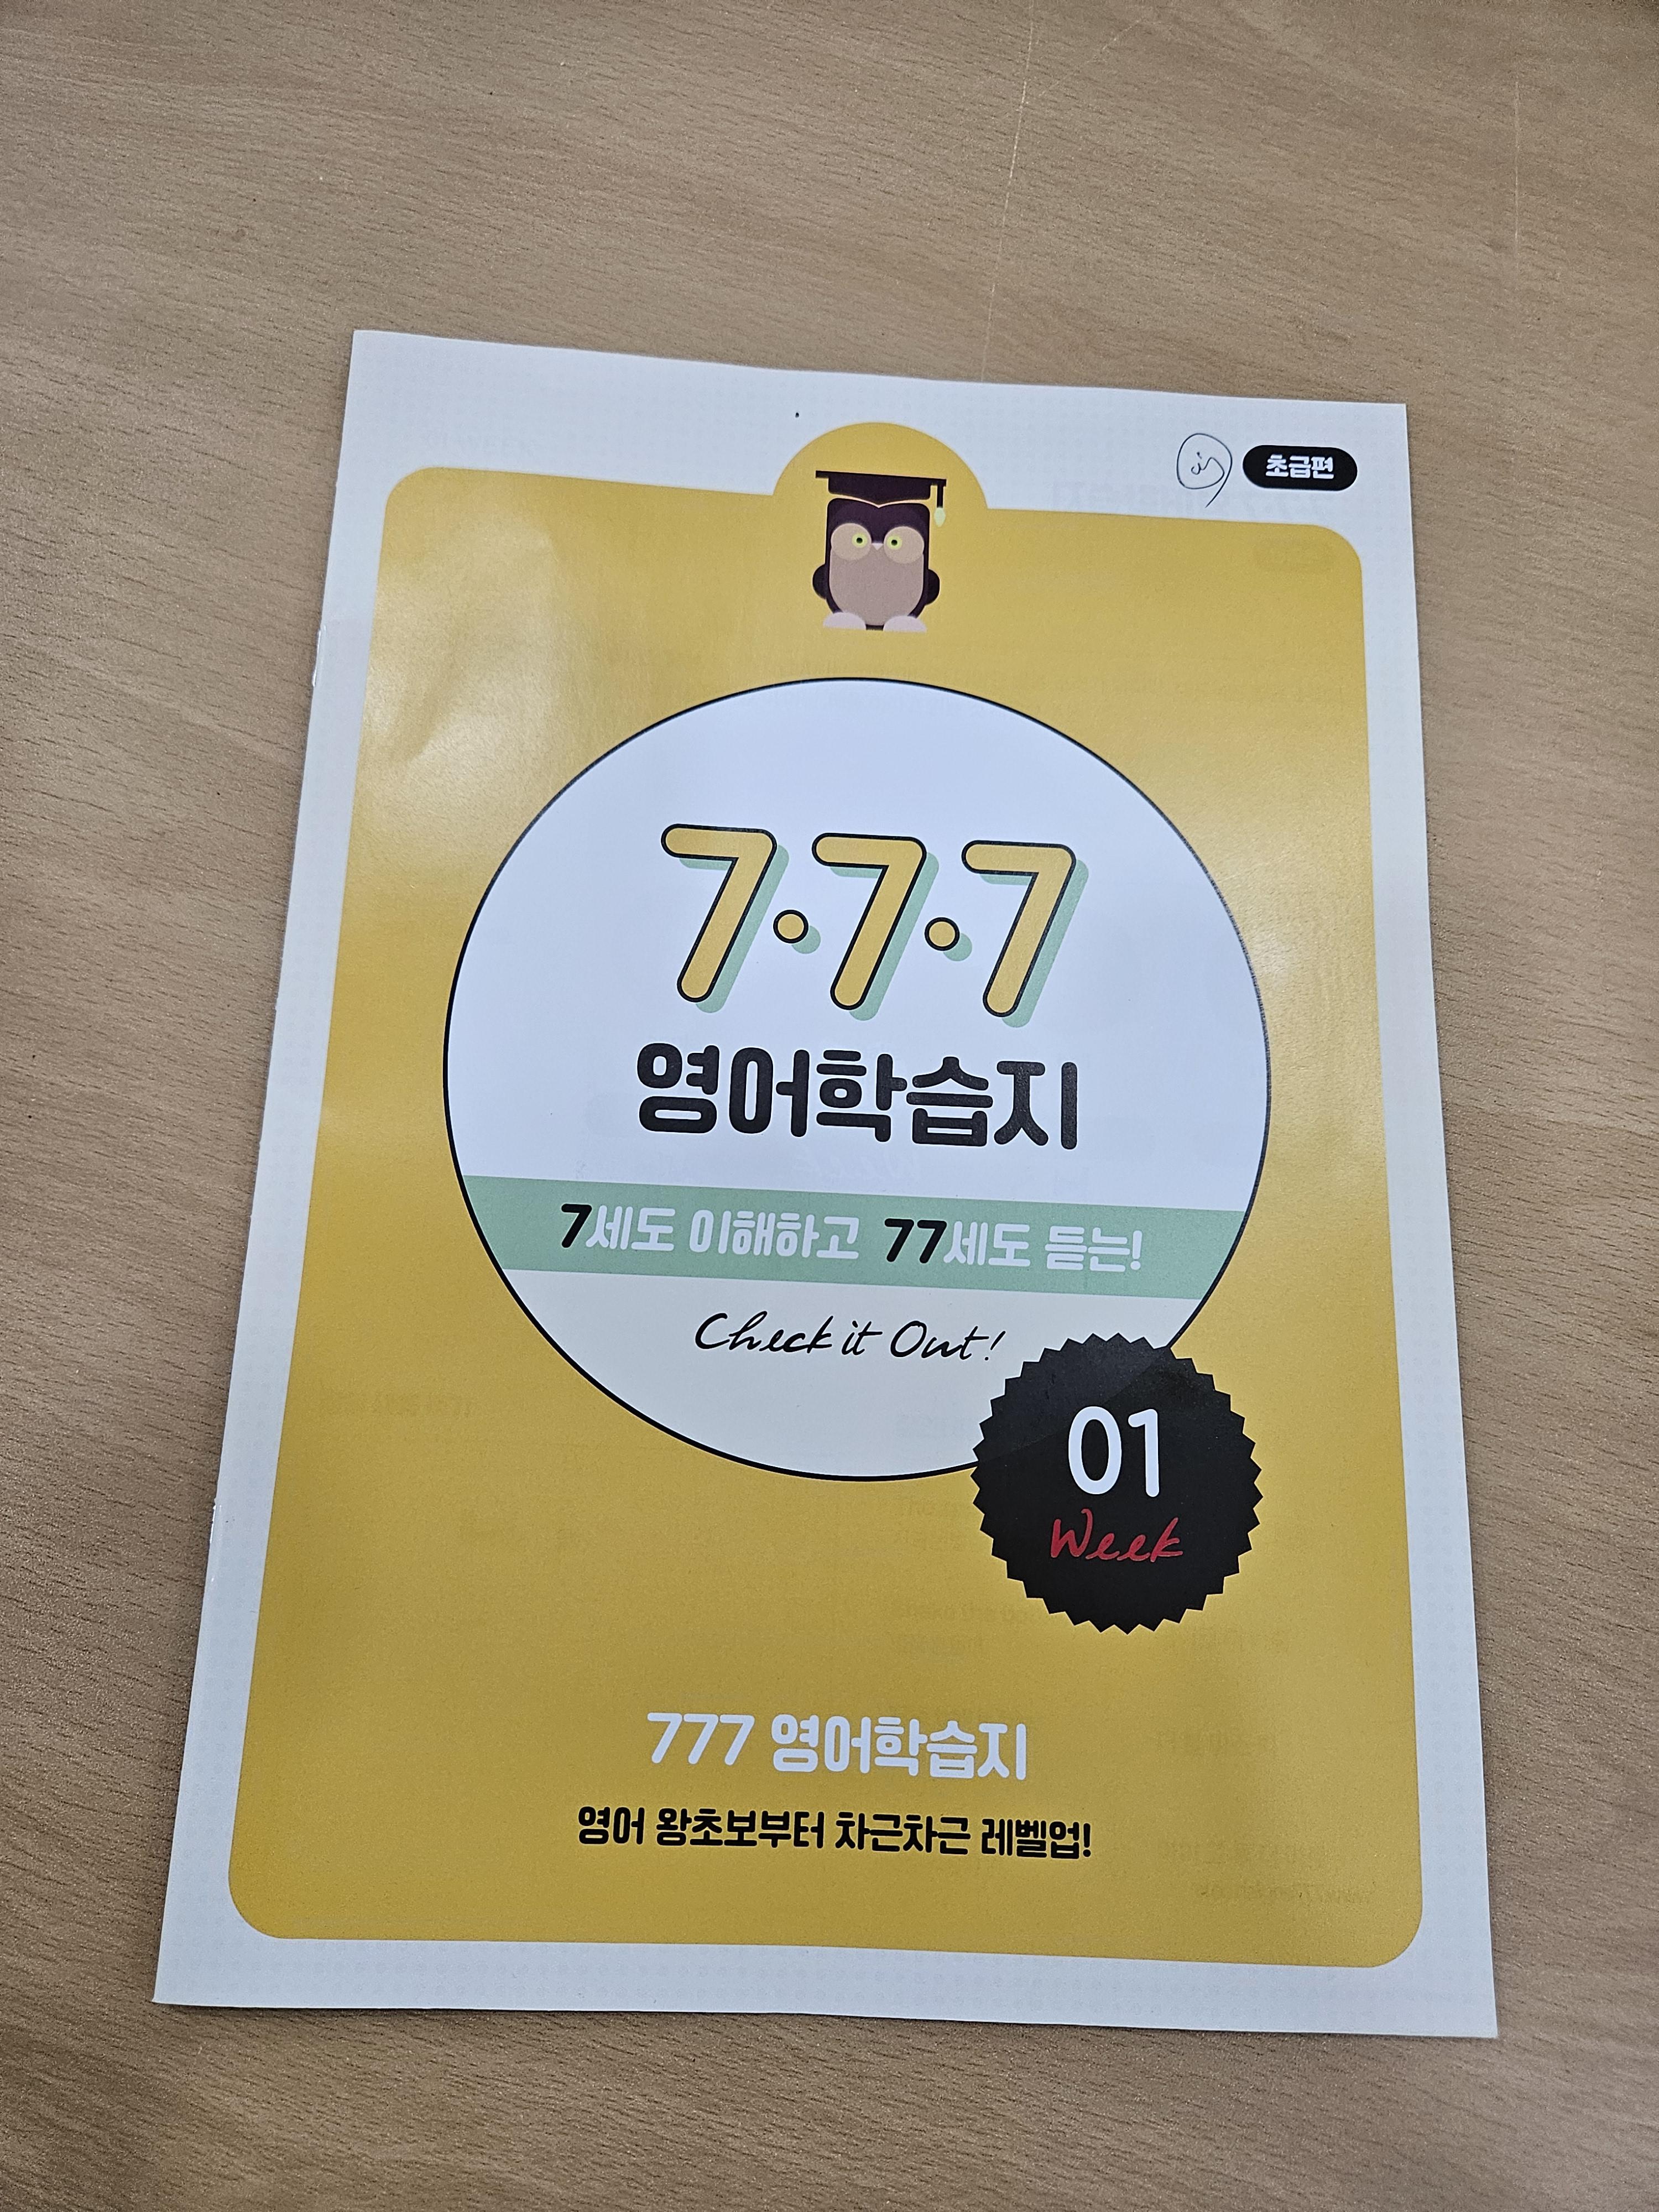 초급편
7·7·7
영어학습지
7세도 이해하고 77세도 듣는!
Check it Out!
01
Week
777 영어학습지
영어 왕초보부터 차근차근 레벨업!